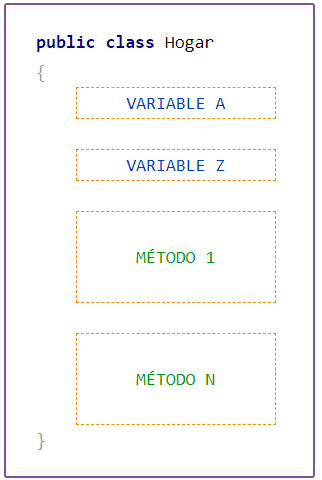 public class Hogar
{
VARIABLE A
VARIABLE Z
MÉTODO 1
MÉTODO N
}